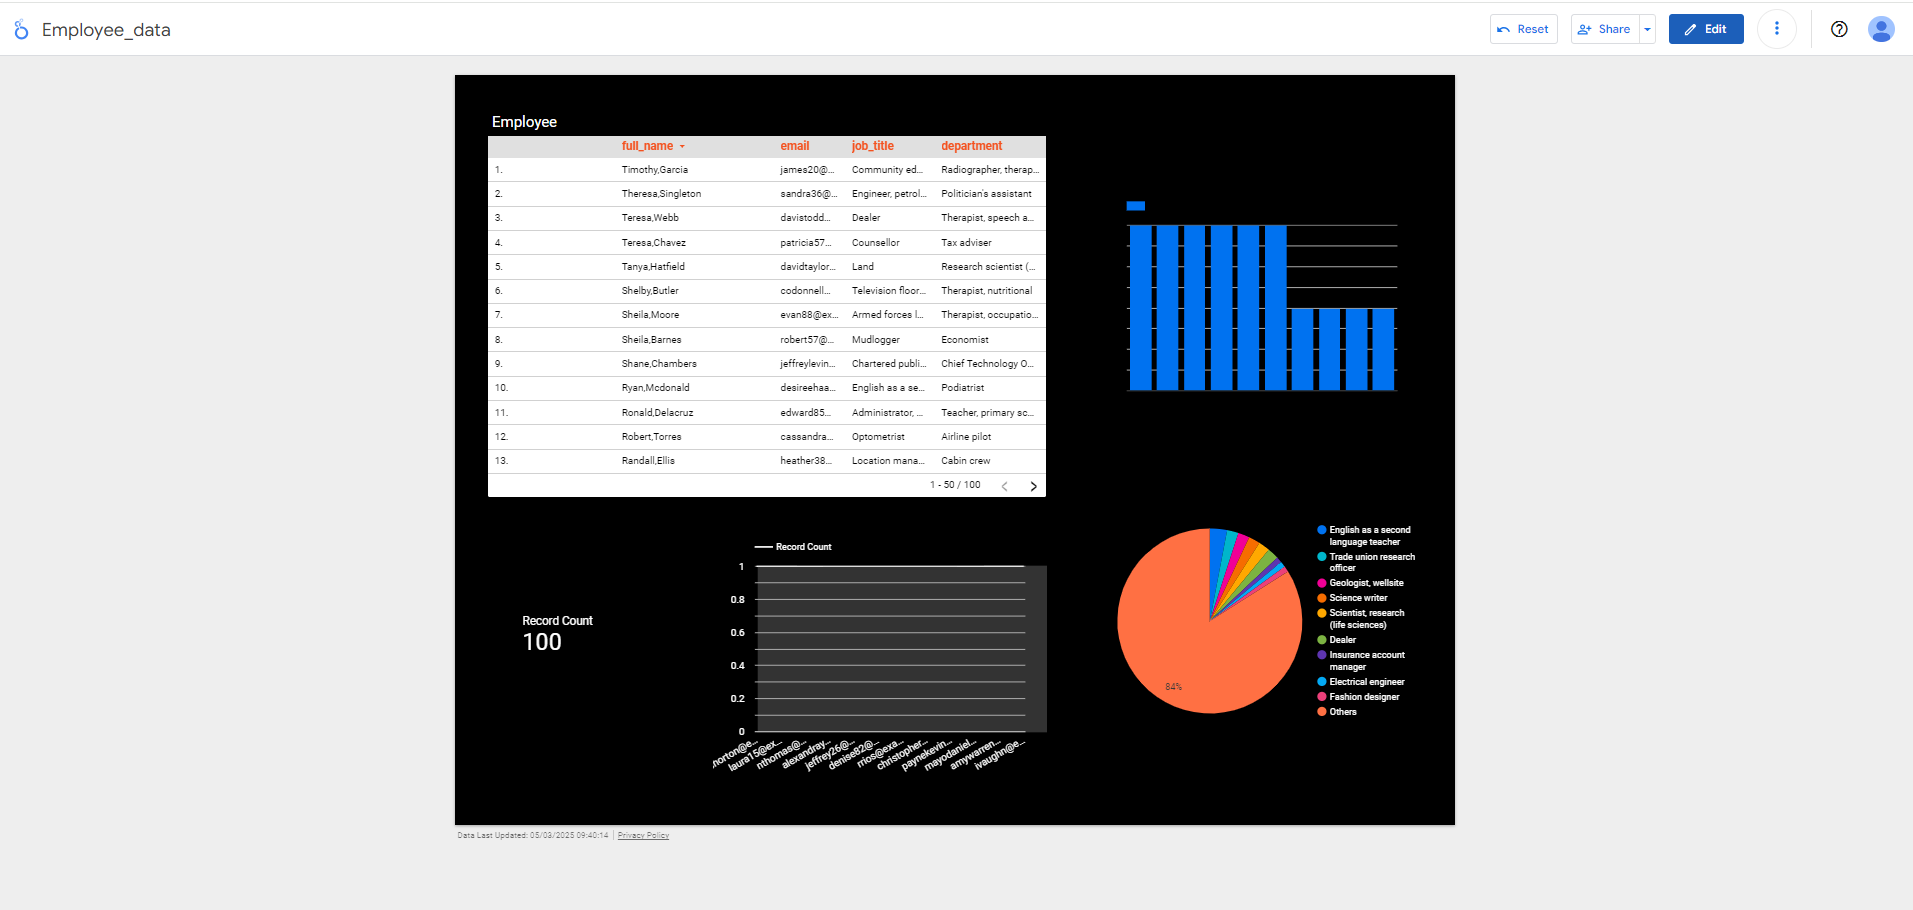 Employee_data
Reset
Share
Edit
Employee
full_name email job_title department
1. Timothy,Garcia james20@... Community ed... Radiographer, therap...
2. Theresa,Singleton sandra36@... Engineer, petrol... Politician's assistant
3. Teresa,Webb davistodd... Dealer Therapist, speech a...
4. Teresa,Chavez patricia57... Counsellor Tax adviser
5. Tanya,Hatfield davidtaylor... Land Research scientist (...
6. Shelby,Butler codonnell... Television floor... Therapist, nutritional
7. Sheila,Moore evan88@ex... Armed forces l... Therapist, occupatio...
8. Sheila,Barnes robert57@... Mudlogger Economist
9. Shane,Chambers jeffreylevin... Chartered publi... Chief Technology O...
10. Ryan,Mcdonald desireehaa... English as a se... Podiatrist
11. Ronald,Delacruz edward85... Administrator, ... Teacher, primary sc...
12. Robert,Torres cassandra... Optometrist Airline pilot
13. Randall,Ellis heather38... Location mana... Cabin crew
1 - 50 / 100
Record Count
100
Record Count
1
0.8
0.6
0.4
0.2
0
...norton@e...
laura15@ex...
nthomas@...
alexandray...
jeffrey26@...
denise82@...
rrios@exa...
christopher...
paynekevin...
mayodaniel...
amywarren...
ivaughn@e...
84%
English as a second
language teacher
Trade union research
officer
Geologist, wellsite
Science writer
Scientist, research
(life sciences)
Dealer
Insurance account
manager
Electrical engineer
Fashion designer
Others
Data Last Updated: 05/03/2025 09:40:14
Privacy Policy